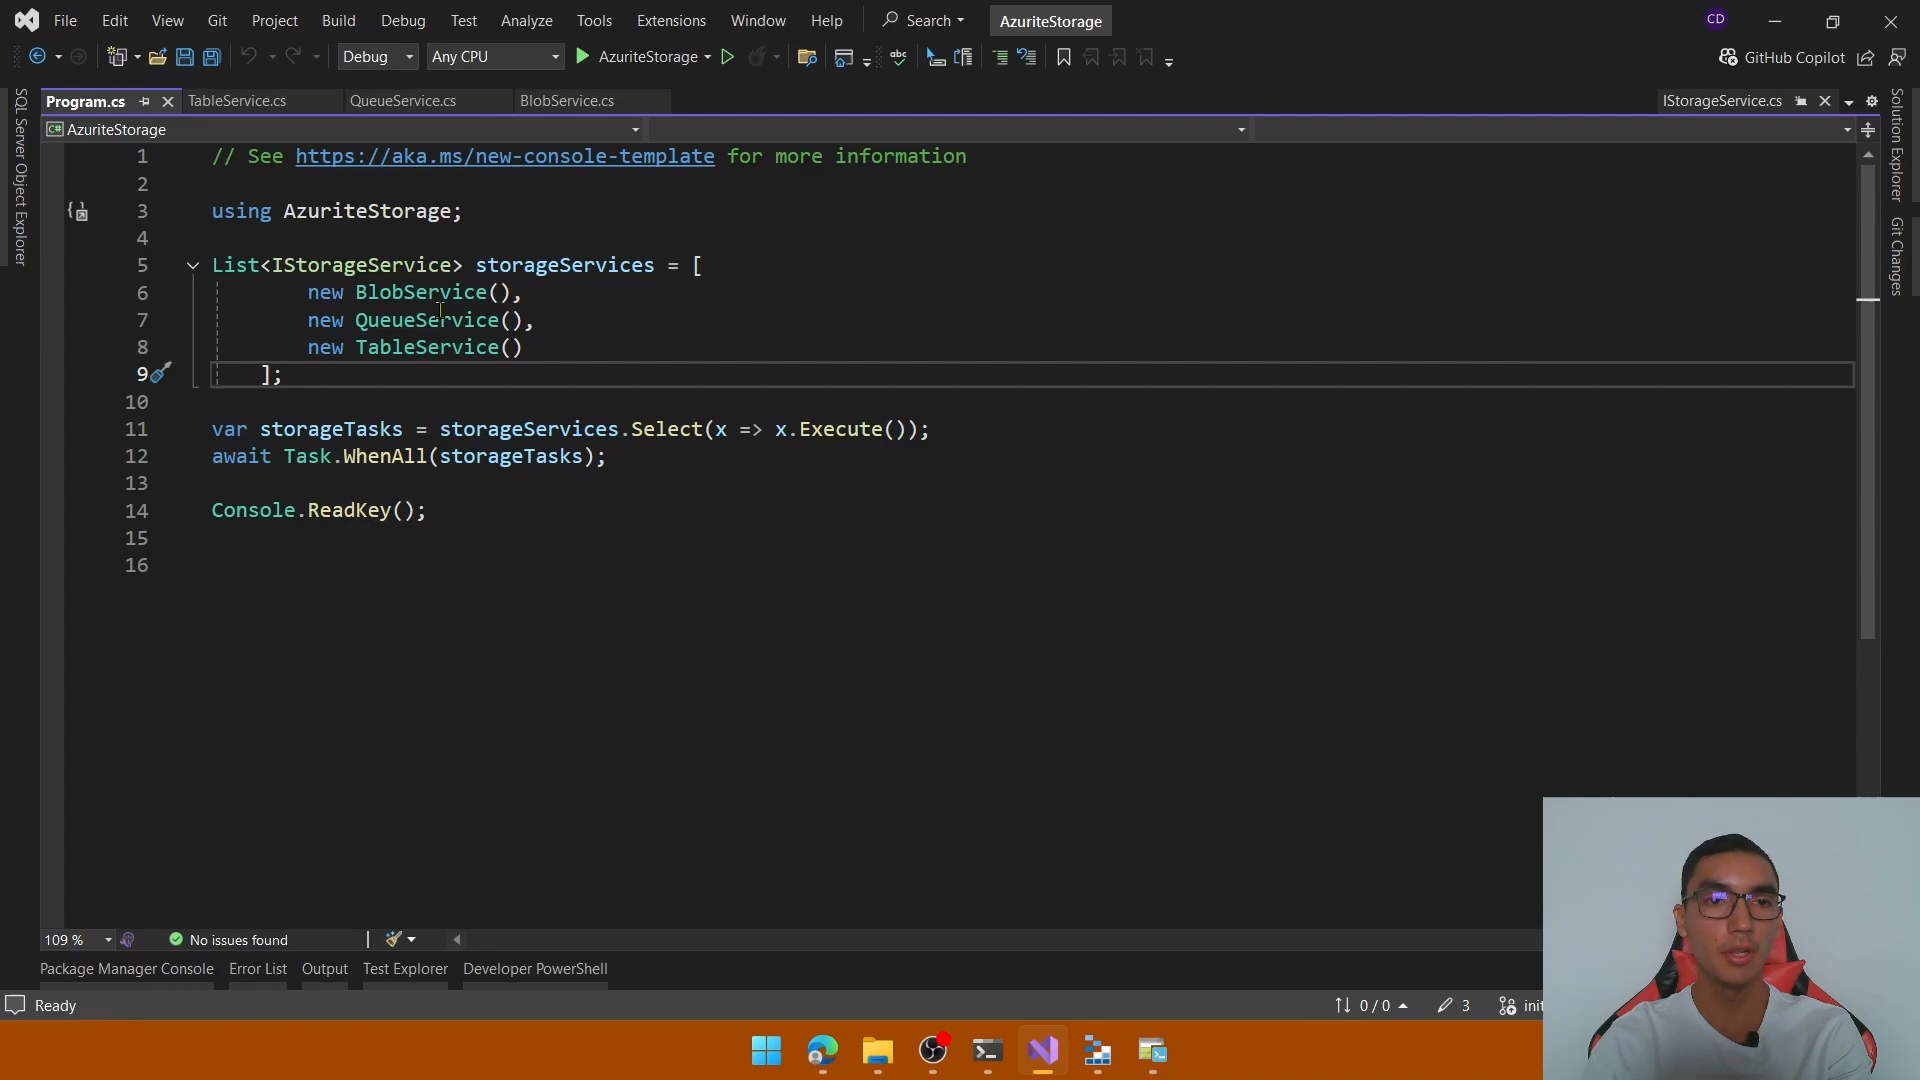 File Edit View Git Project Build Debug Test Analyze Tools Extensions Window Help Search AzuriteStorage CD
Debug Any CPU AzuriteStorage abc GitHub Copilot
Program.cs TableService.cs QueueService.cs BlobService.cs IStorageService.cs
SQL Server Object Explorer
Solution Explorer
Git Changes
C# AzuriteStorage
1 // See https://aka.ms/new-console-template for more information
2
3 using AzuriteStorage;
4
5 List<IStorageService> storageServices = [
6 new BlobService(),
7 new QueueService(),
8 new TableService()
9 ];
10
11 var storageTasks = storageServices.Select(x => x.Execute());
12 await Task.WhenAll(storageTasks);
13
14 Console.ReadKey();
15
16
109 % No issues found
Package Manager Console Error List Output Test Explorer Developer PowerShell
Ready 0 / 0 3 init